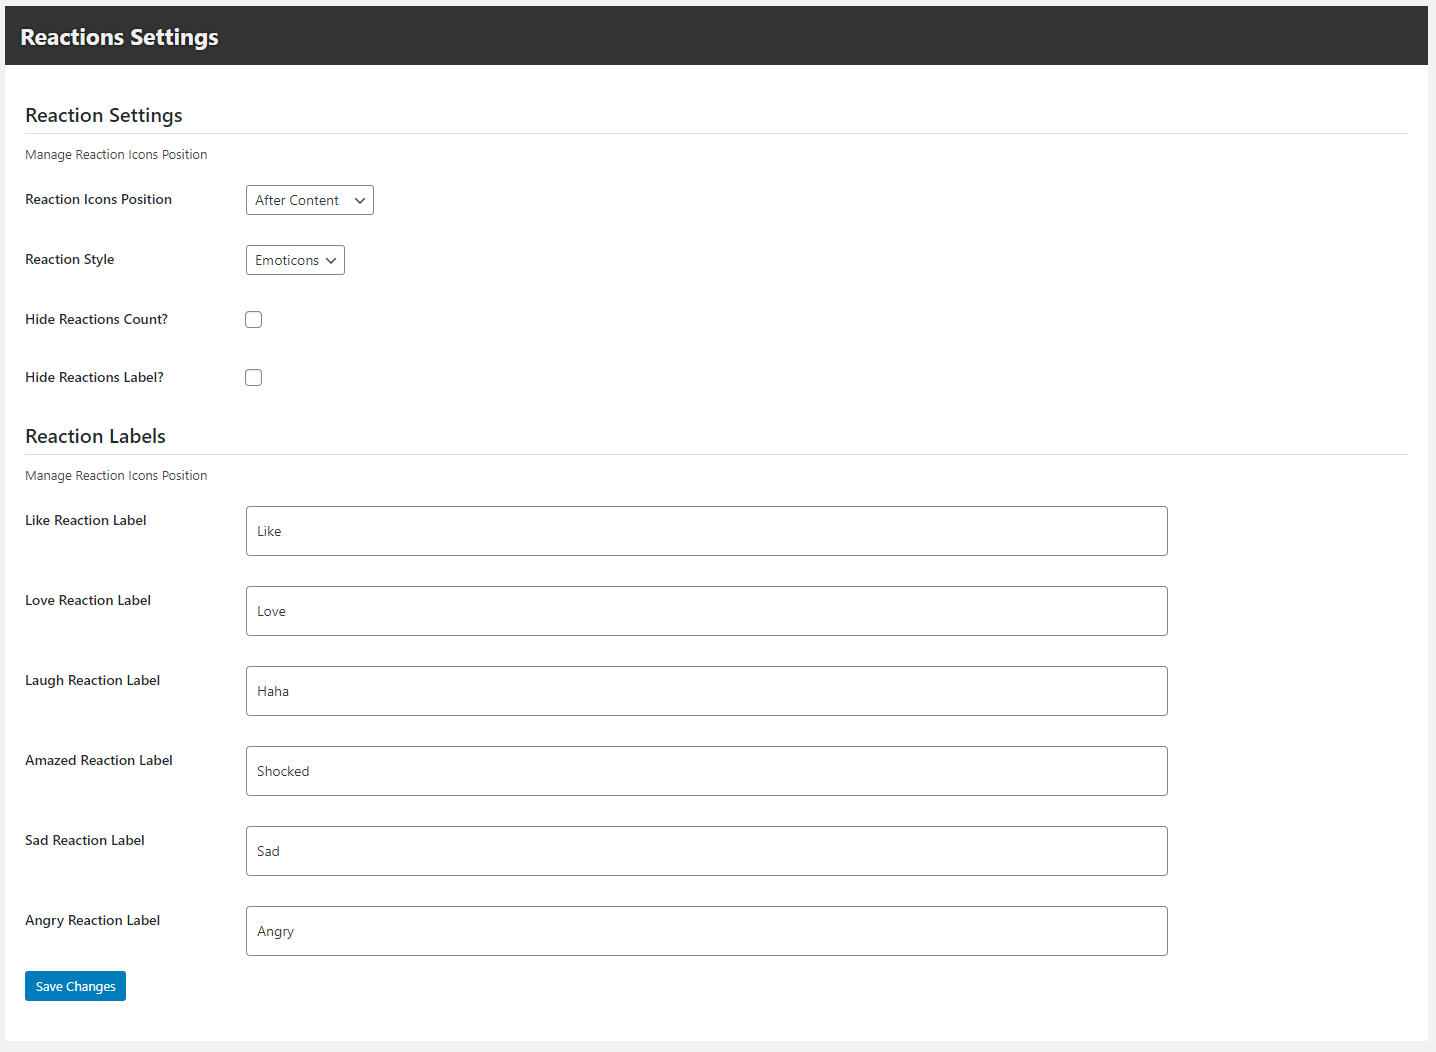 Reactions Settings
Reaction Settings
Manage Reaction Icons Position
Reaction Icons Position After Content
Reaction Style Emoticons
Hide Reactions Count?
Hide Reactions Label?
Reaction Labels
Manage Reaction Icons Position
Like Reaction Label Like
Love Reaction Label Love
Laugh Reaction Label Haha
Amazed Reaction Label Shocked
Sad Reaction Label Sad
Angry Reaction Label Angry
Save Changes